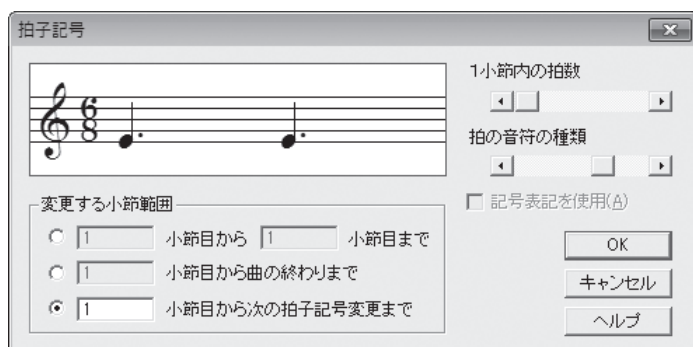 拍子記号
6
8
1小節内の拍数
拍の音符の種類
記号表記を使用(A)
変更する小節範囲
1 小節目から 1 小節目まで
1 小節目から曲の終わりまで
1 小節目から次の拍子記号変更まで
OK
キャンセル
ヘルプ